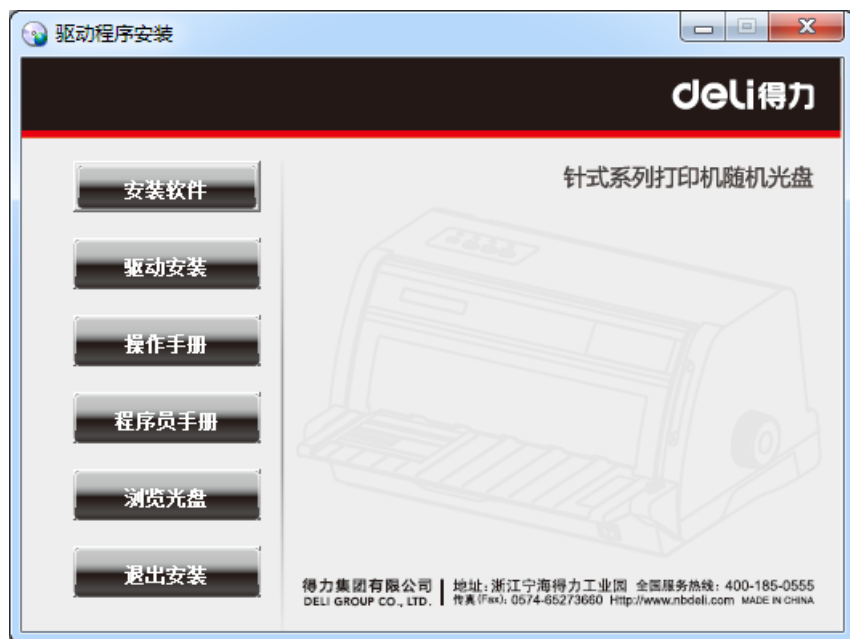 驱动程序安装
deli得力
针式系列打印机随机光盘
安装软件
驱动安装
操作手册
程序员手册
浏览光盘
退出安装
得力集团有限公司 地址:浙江宁海得力工业园 全国服务热线:400-185-0555
DELI GROUP CO., LTD. 传真(Fax): 0574-65273660 Http://www.nbdeli.com MADE IN CHINA